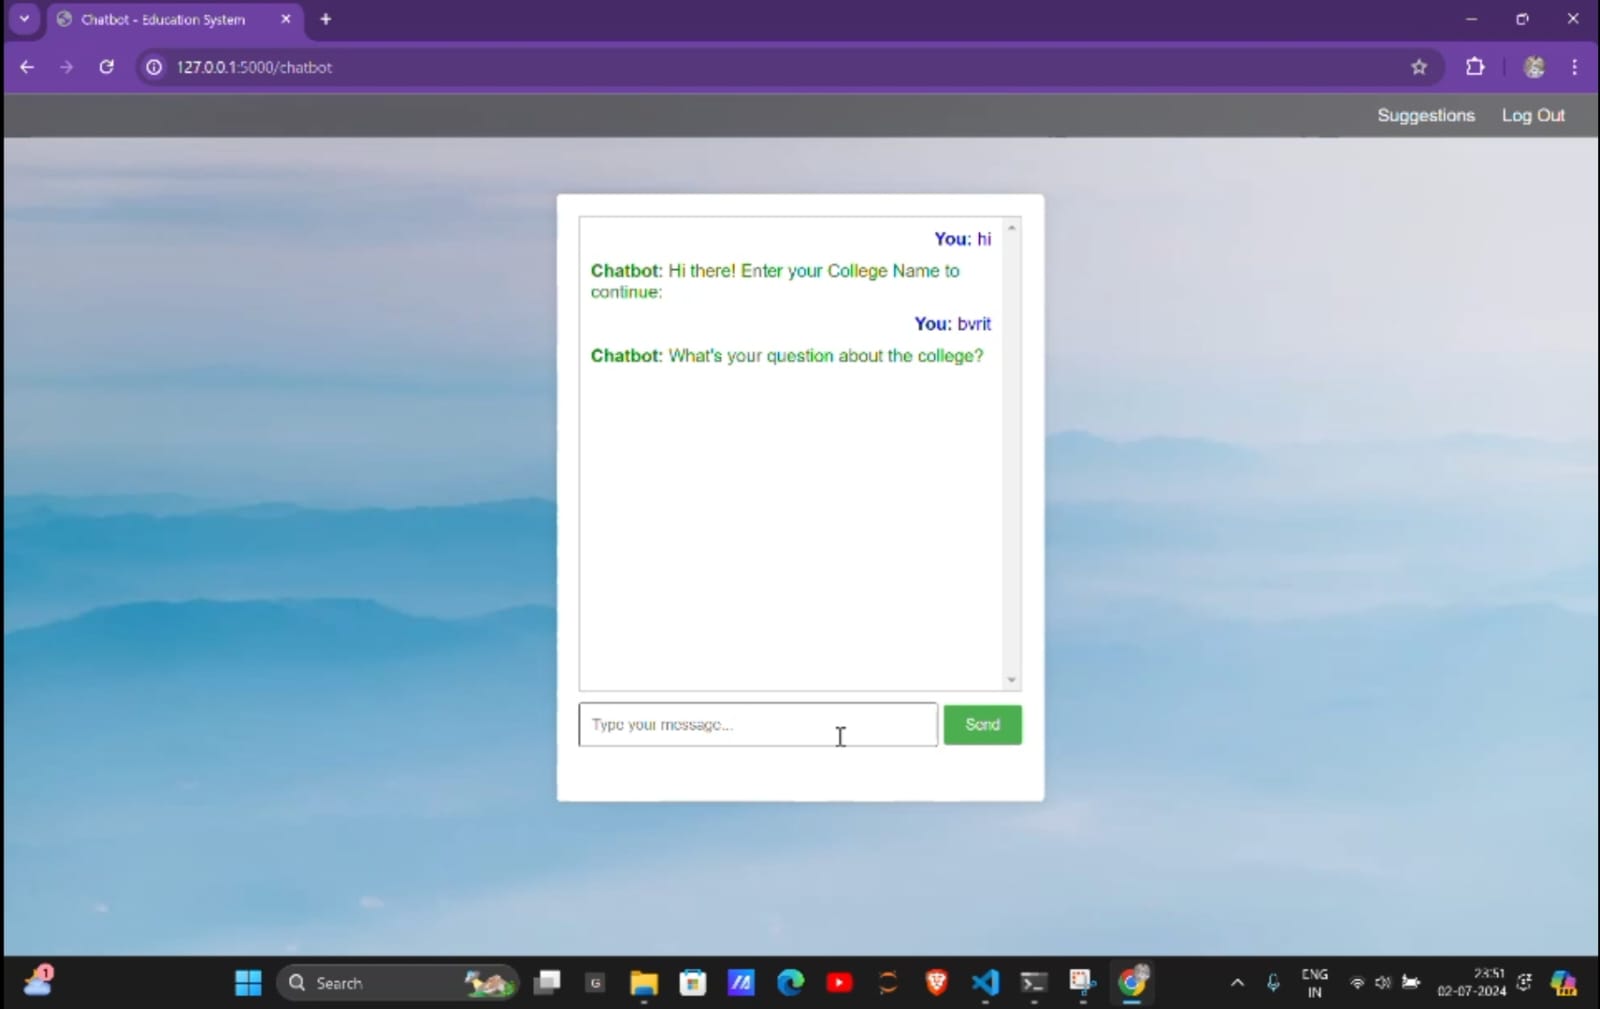 Chatbot - Education System
127.0.0.1:5000/chatbot
Suggestions Log Out
You: hi
Chatbot: Hi there! Enter your College Name to
continue:
You: bvrit
Chatbot: What's your question about the college?
Type your message...
Send
1
Search
G
ENG
IN
23:51
02-07-2024